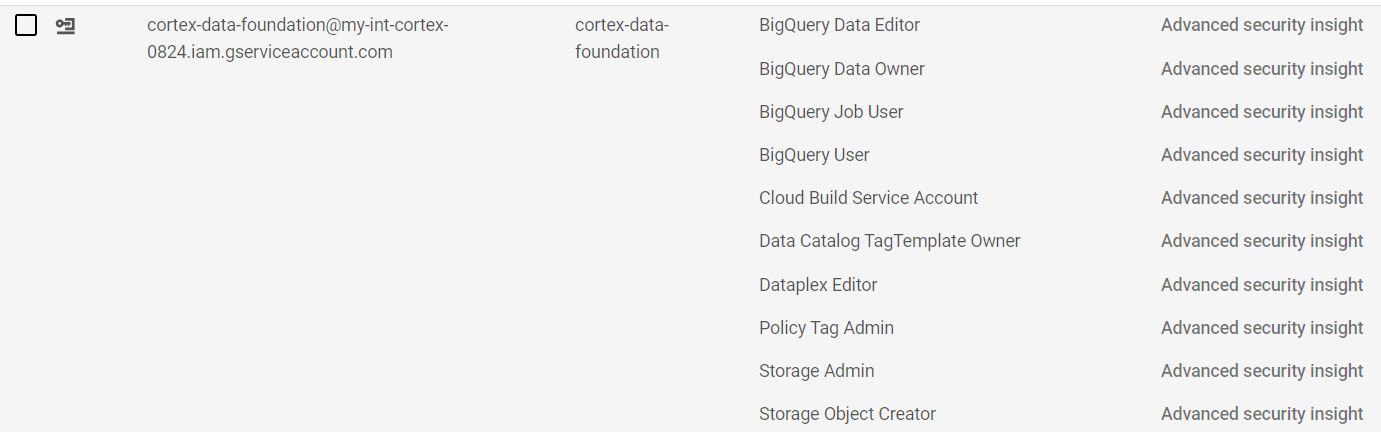 cortex-data-foundation@my-int-cortex-
0824.iam.gserviceaccount.com
cortex-data-
foundation
BigQuery Data Editor
Advanced security insight
BigQuery Data Owner
Advanced security insight
BigQuery Job User
Advanced security insight
BigQuery User
Advanced security insight
Cloud Build Service Account
Advanced security insight
Data Catalog TagTemplate Owner
Advanced security insight
Dataplex Editor
Advanced security insight
Policy Tag Admin
Advanced security insight
Storage Admin
Advanced security insight
Storage Object Creator
Advanced security insight